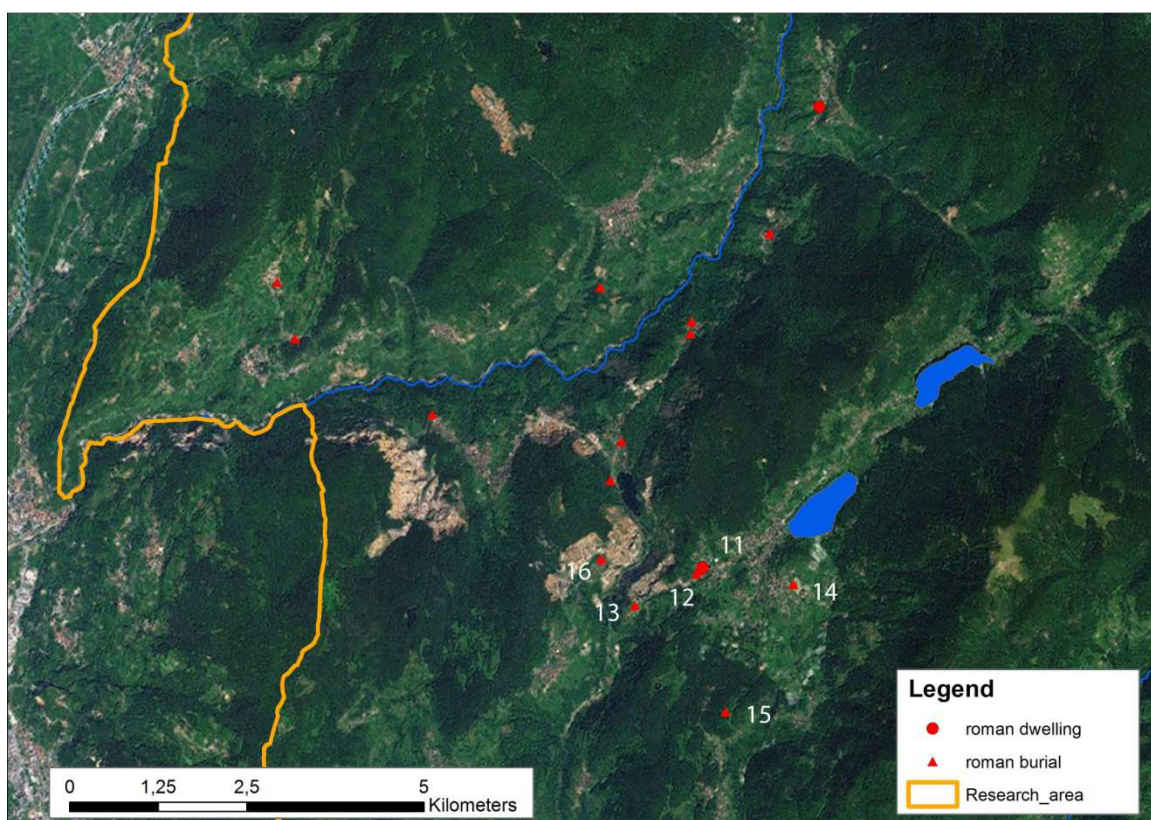 11
16
12
13
14
15
Legend
roman dwelling
roman burial
Research_area
0 1,25 2,5 5
Kilometers